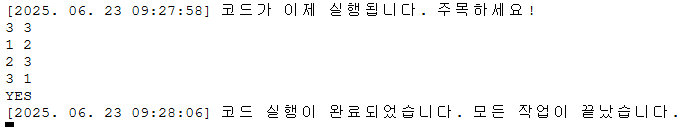 [2025. 06. 23 09:27:58] 코드가 이제 실행됩니다. 주목하세요!
3 3
1 2
2 3
3 1
YES
[2025. 06. 23 09:28:06] 코드 실행이 완료되었습니다. 모든 작업이 끝났습니다.